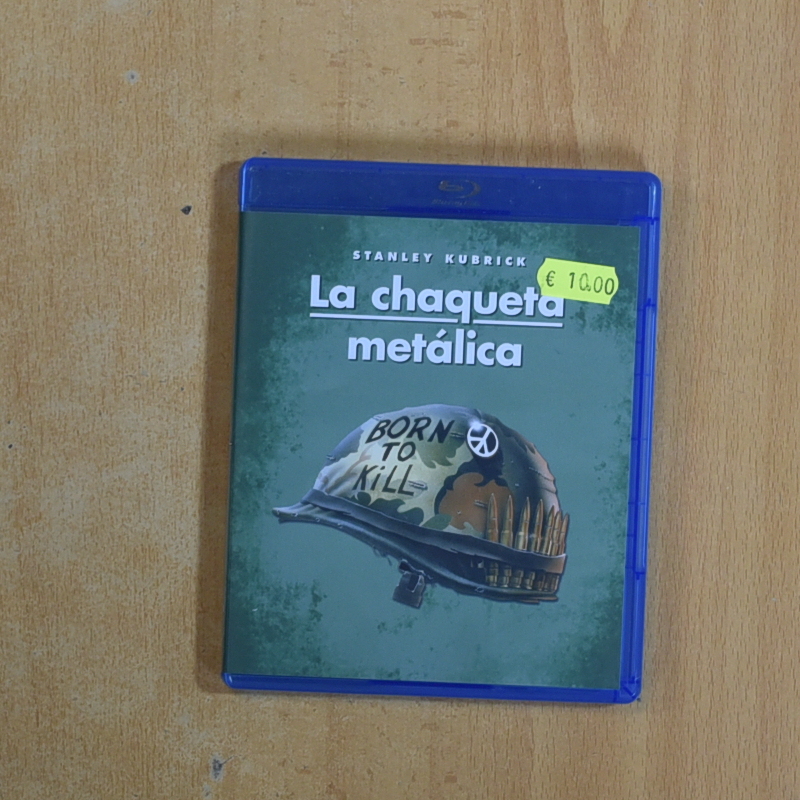 STANLEY KUBRICK
€ 10,00
La chaqueta
metálica
BORN
TO
KiLL